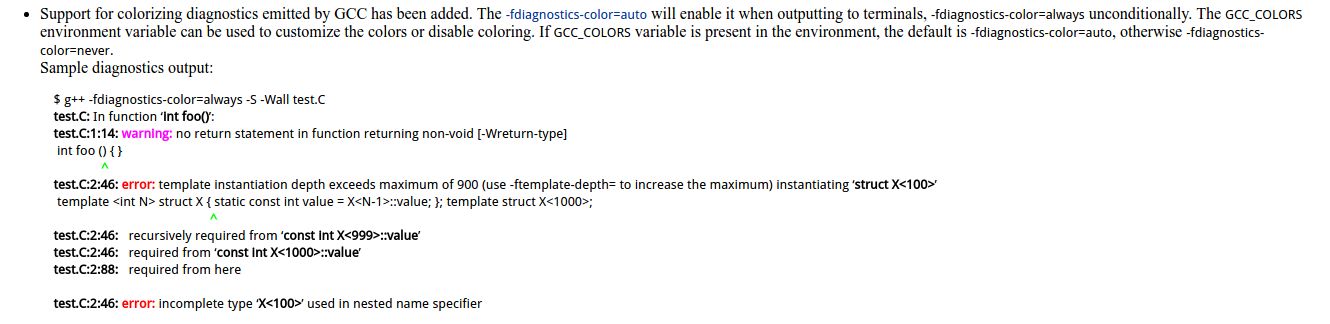 • Support for colorizing diagnostics emitted by GCC has been added. The -fdiagnostics-color=auto will enable it when outputting to terminals, -fdiagnostics-color=always unconditionally. The GCC_COLORS
environment variable can be used to customize the colors or disable coloring. If GCC_COLORS variable is present in the environment, the default is -fdiagnostics-color=auto, otherwise -fdiagnostics-
color=never.
Sample diagnostics output:
$ g++ -fdiagnostics-color=always -S -Wall test.C
test.C: In function ‘int foo()’:
test.C:1:14: warning: no return statement in function returning non-void [-Wreturn-type]
int foo () { }
^
test.C:2:46: error: template instantiation depth exceeds maximum of 900 (use -ftemplate-depth= to increase the maximum) instantiating ‘struct X<100>’
template <int N> struct X { static const int value = X<N-1>::value; }; template struct X<1000>;
^
test.C:2:46: recursively required from ‘const int X<999>::value’
test.C:2:46: required from ‘const int X<1000>::value’
test.C:2:88: required from here
test.C:2:46: error: incomplete type ‘X<100>’ used in nested name specifier